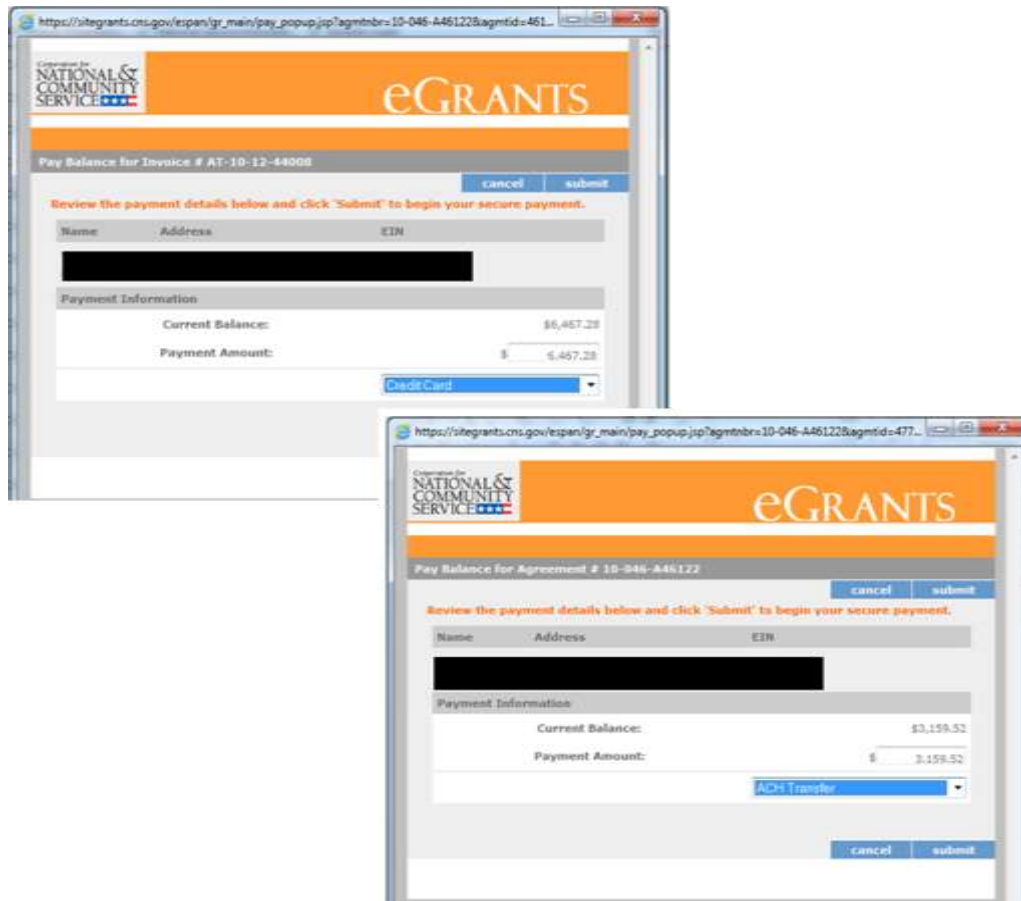 https://sitegrants.cns.gov/espan/gr_main/pay_popup.jsp?agmtnbr=10-046-A46122&agmtid=461...
Corporation for
NATIONAL &
COMMUNITY
SERVICE
eGRANTS
Pay Balance for Invoice # AT-10-12-44008
cancel submit
Review the payment details below and click 'Submit' to begin your secure payment.
Name Address EIN
Payment Information
Current Balance: $6,467.28
Payment Amount: $ 6,467.28
Credit Card
https://sitegrants.cns.gov/espan/gr_main/pay_popup.jsp?agmtnbr=10-046-A46122&agmtid=477...
Corporation for
NATIONAL &
COMMUNITY
SERVICE
eGRANTS
Pay Balance for Agreement # 10-046-A46122
cancel submit
Review the payment details below and click 'Submit' to begin your secure payment.
Name Address EIN
Payment Information
Current Balance: $3,159.52
Payment Amount: $ 3,159.52
ACH Transfer
cancel submit